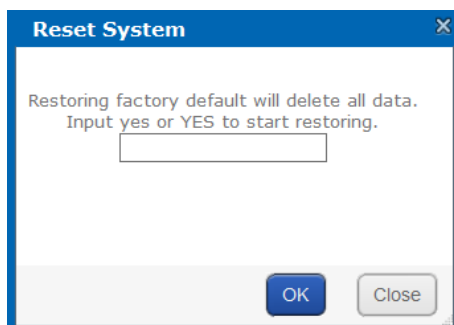 Reset System
Restoring factory default will delete all data.
Input yes or YES to start restoring.
OK
Close